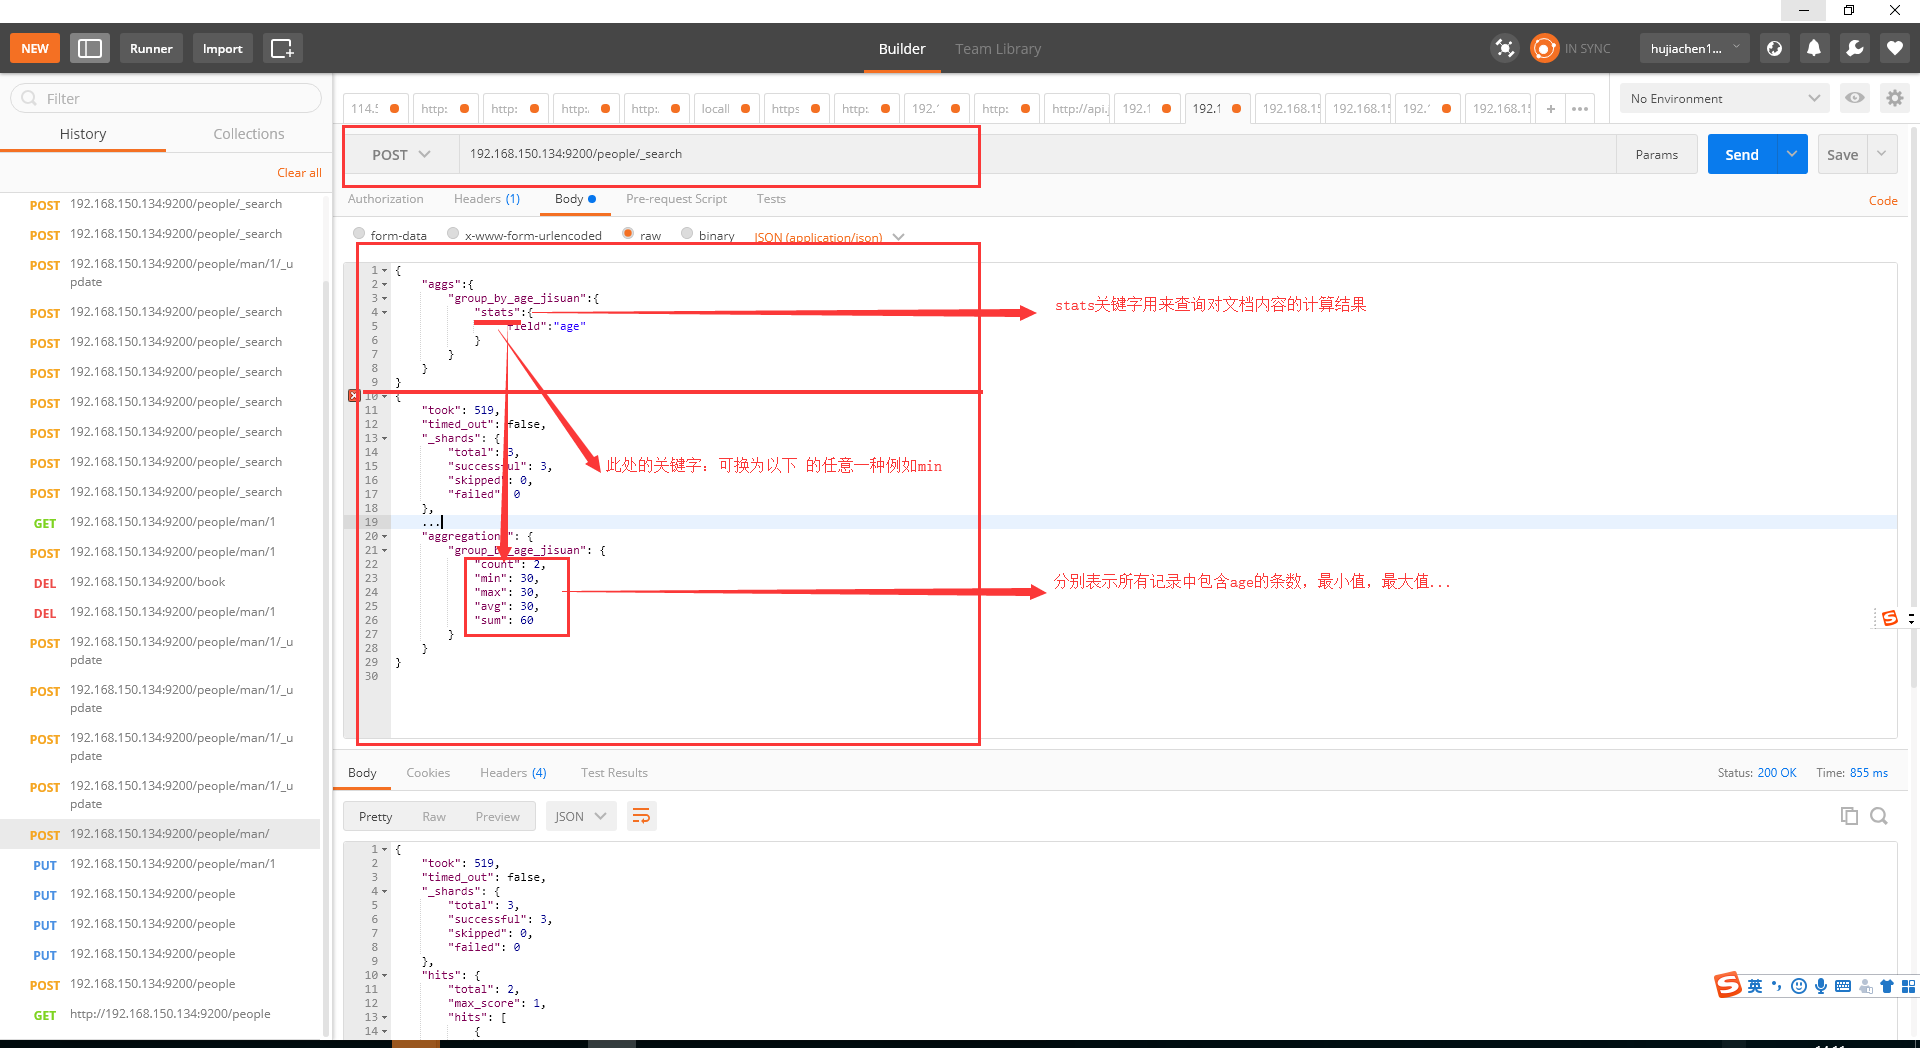 NEW
Runner
Import
Builder
Team Library
IN SYNC
hujiachen1...
Filter
History
Collections
Clear all
POST 192.168.150.134:9200/people/_search
POST 192.168.150.134:9200/people/_search
POST 192.168.150.134:9200/people/man/1/_u
pdate
POST 192.168.150.134:9200/people/_search
POST 192.168.150.134:9200/people/_search
POST 192.168.150.134:9200/people/_search
POST 192.168.150.134:9200/people/_search
POST 192.168.150.134:9200/people/_search
POST 192.168.150.134:9200/people/_search
POST 192.168.150.134:9200/people/_search
GET 192.168.150.134:9200/people/man/1
POST 192.168.150.134:9200/people/man/1
DEL 192.168.150.134:9200/book
DEL 192.168.150.134:9200/people/man/1
POST 192.168.150.134:9200/people/man/1/_u
pdate
POST 192.168.150.134:9200/people/man/1/_u
pdate
POST 192.168.150.134:9200/people/man/1/_u
pdate
POST 192.168.150.134:9200/people/man/1/_u
pdate
POST 192.168.150.134:9200/people/man/
PUT 192.168.150.134:9200/people/man/1
PUT 192.168.150.134:9200/people
PUT 192.168.150.134:9200/people
PUT 192.168.150.134:9200/people
POST 192.168.150.134:9200/people
GET http://192.168.150.134:9200/people
114.5 http: http: http:, http:, locall https http: 192.1 http: http://api. 192.1 192.1 192.168.15 192.168.15 192.1 192.168.15 + •••
No Environment
POST 192.168.150.134:9200/people/_search Params Send Save
Authorization Headers (1) Body Pre-request Script Tests Code
form-data x-www-form-urlencoded raw binary JSON (application/json)
1 {
2 "aggs":{
3 "group_by_age_jisuan":{
4 "stats":{
5 field":"age"
6 }
7 }
8 }
9 }
10 {
11 "took": 519,
12 "timed_out": false,
13 "_shards": {
14 "total": 3,
15 "successful": 3,
16 "skipped": 0,
17 "failed": 0
18 },
19 ...
20 "aggregations": {
21 "group_by_age_jisuan": {
22 "count": 2,
23 "min": 30,
24 "max": 30,
25 "avg": 30,
26 "sum": 60
27 }
28 }
29 }
30
stats关键字用来查询对文档内容的计算结果
此处的关键字：可换为以下 的任意一种例如min
分别表示所有记录中包含age的条数，最小值，最大值...
Body Cookies Headers (4) Test Results Status: 200 OK Time: 855 ms
Pretty Raw Preview JSON
1 {
2 "took": 519,
3 "timed_out": false,
4 "_shards": {
5 "total": 3,
6 "successful": 3,
7 "skipped": 0,
8 "failed": 0
9 },
10 "hits": {
11 "total": 2,
12 "max_score": 1,
13 "hits": [
14 {
英